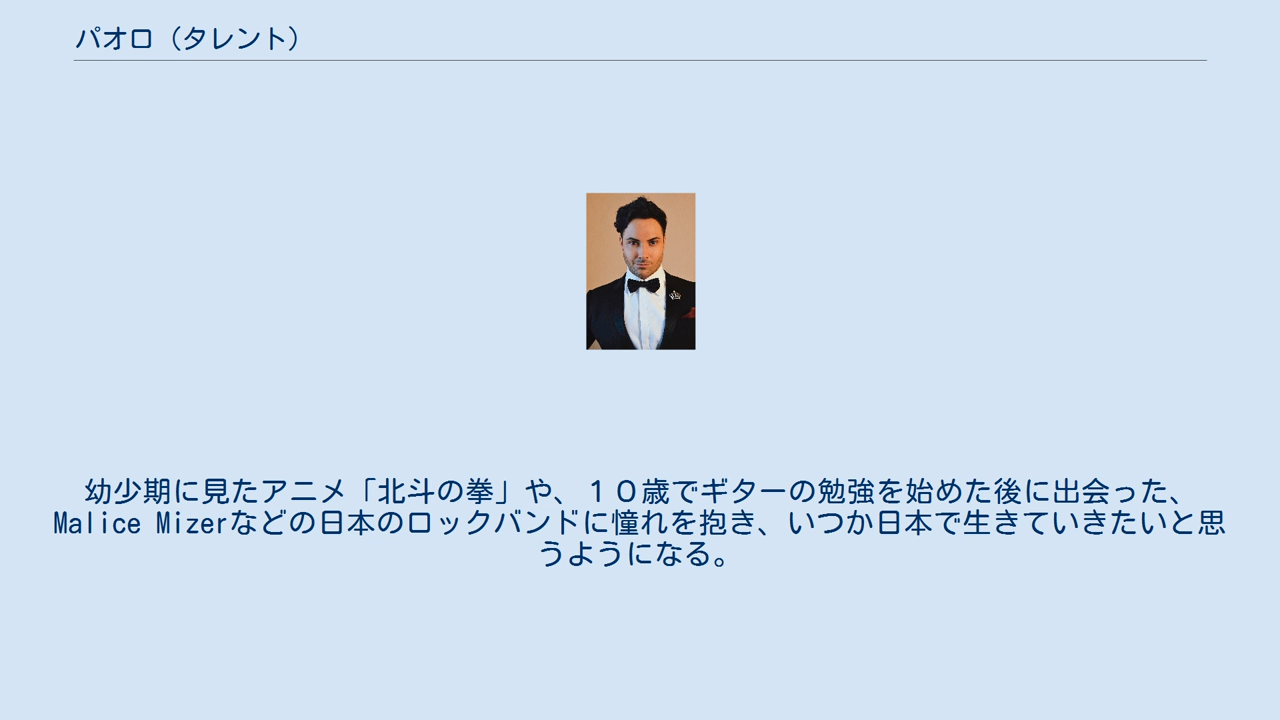 パオロ（タレント）
幼少期に見たアニメ「北斗の拳」や、１０歳でギターの勉強を始めた後に出会った、
Malice Mizerなどの日本のロックバンドに憧れを抱き、いつか日本で生きていきたいと思
うようになる。